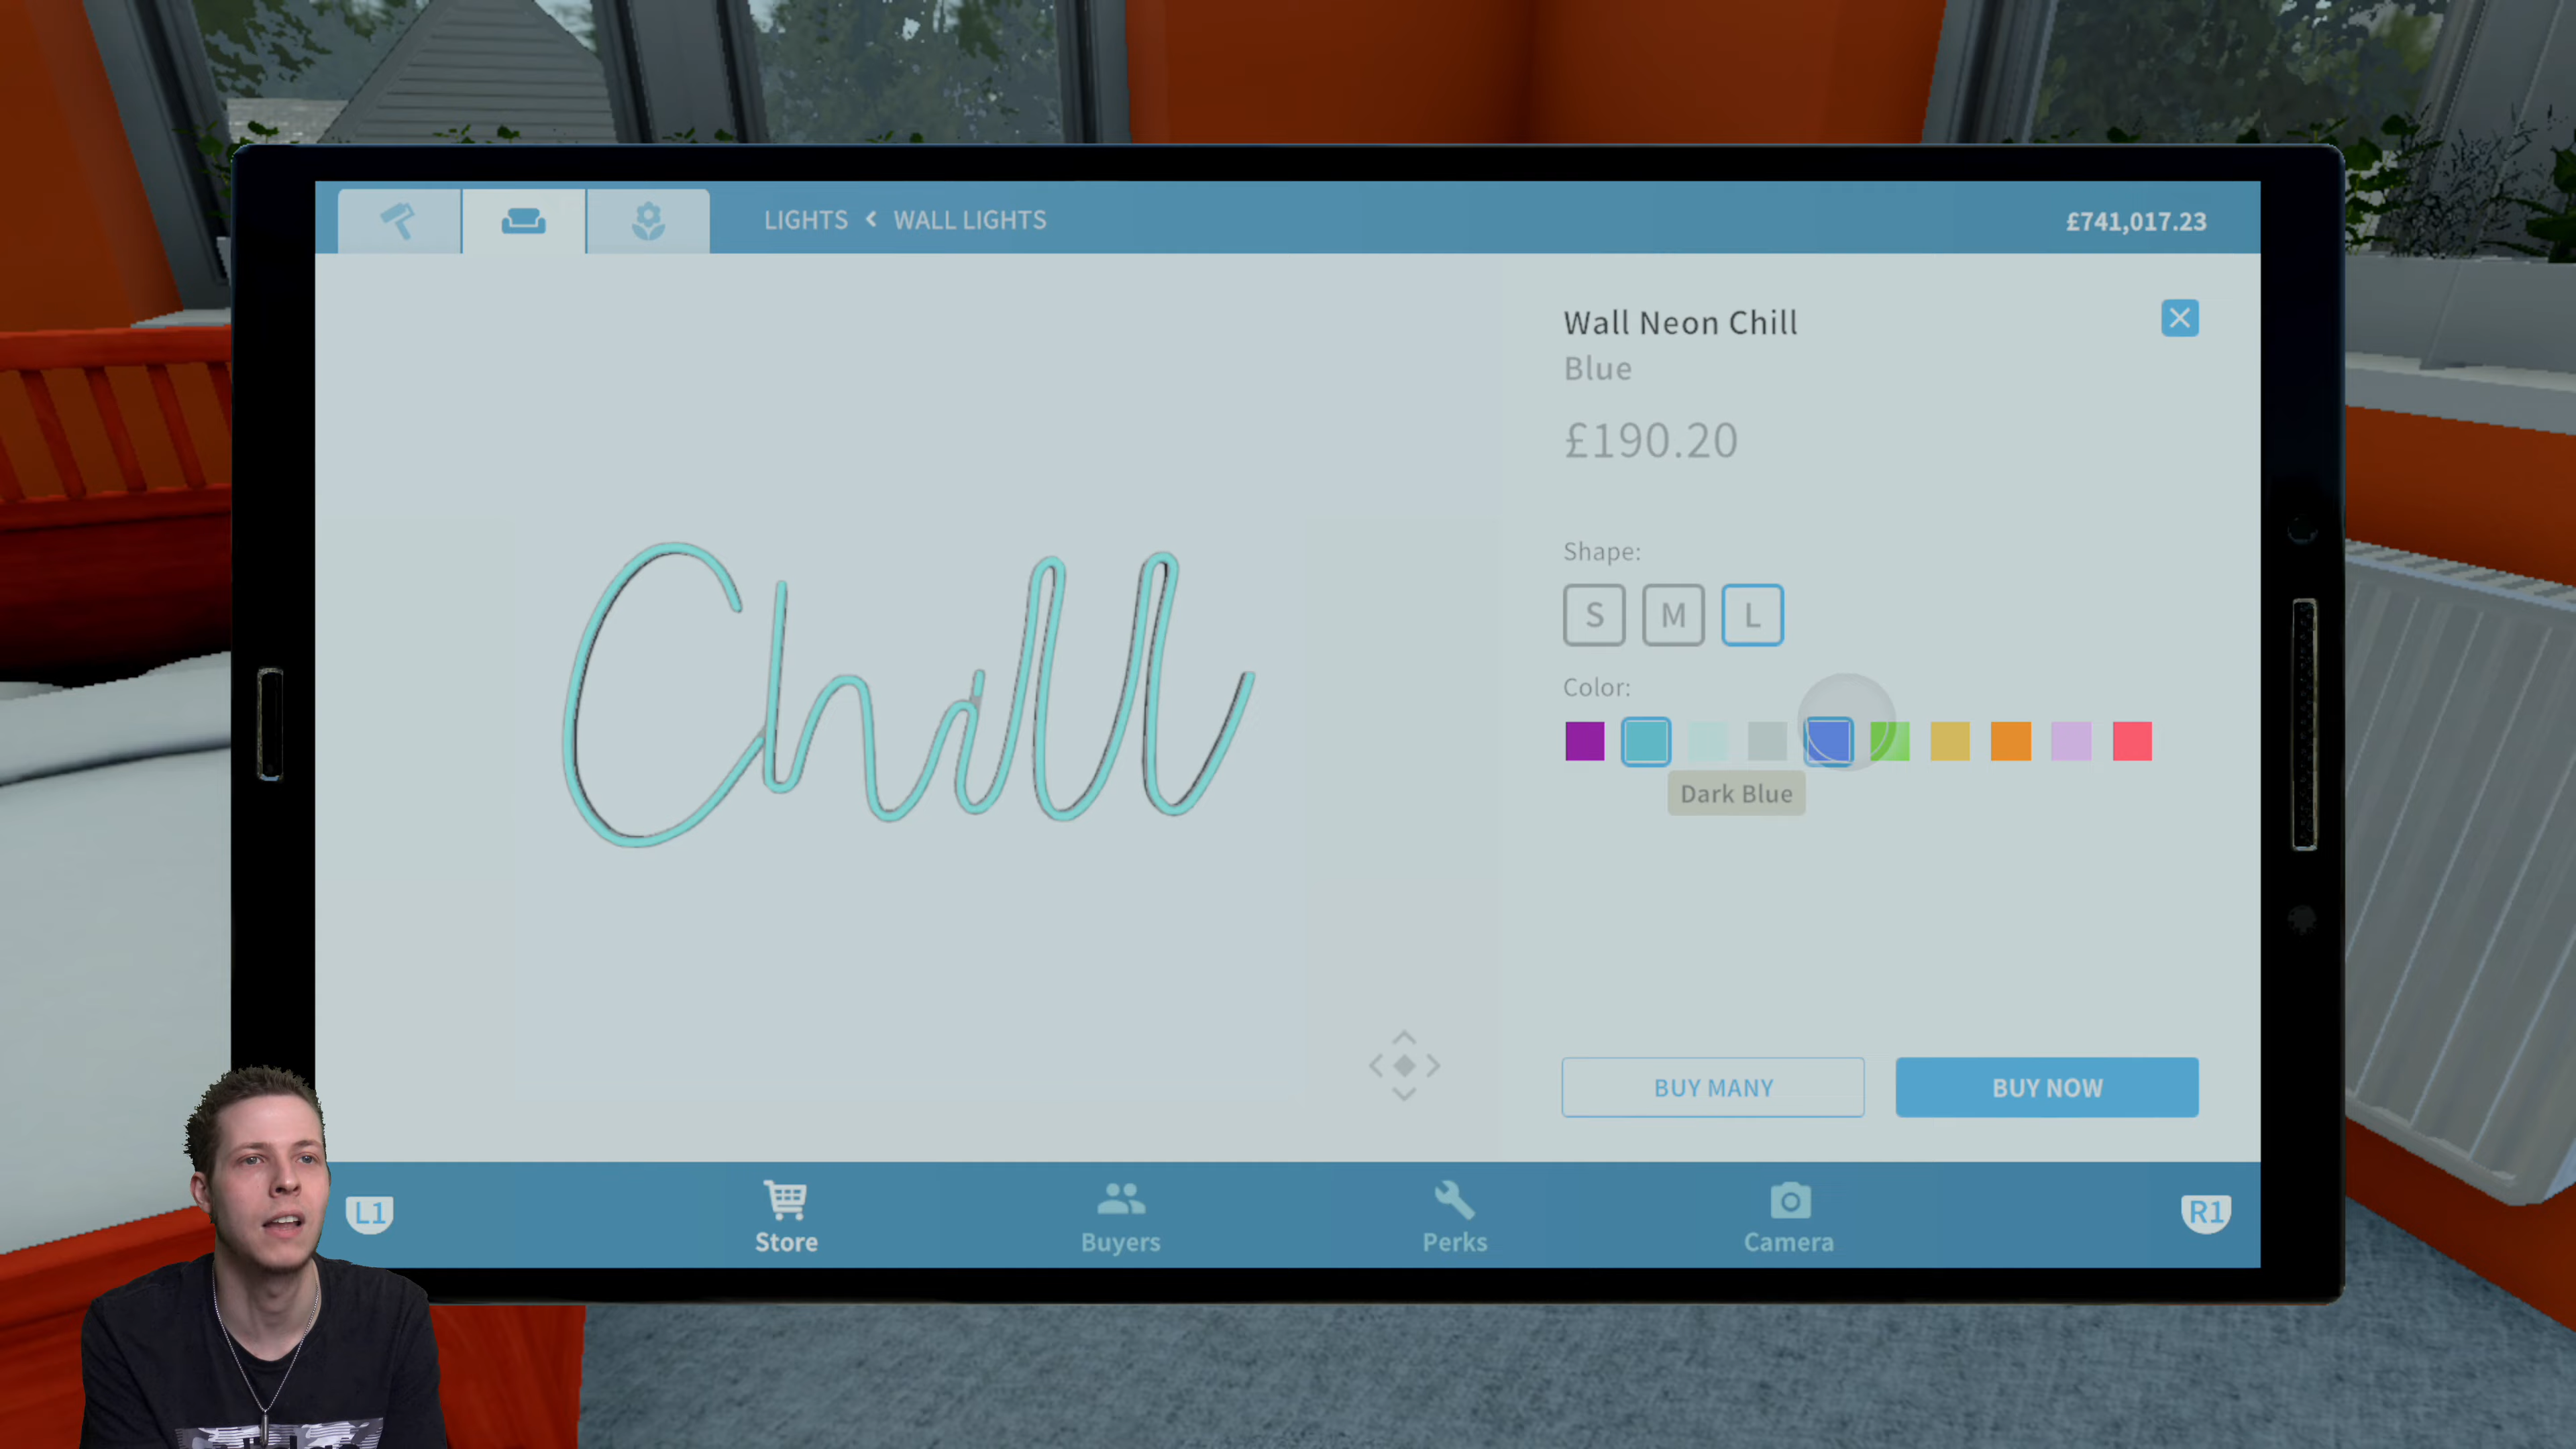 LIGHTS < WALL LIGHTS
£741,017.23
Wall Neon Chill
Blue
£190.20
Chill
Shape:
S M L
Color:
Dark Blue
BUY MANY
BUY NOW
L1
Store
Buyers
Perks
Camera
R1